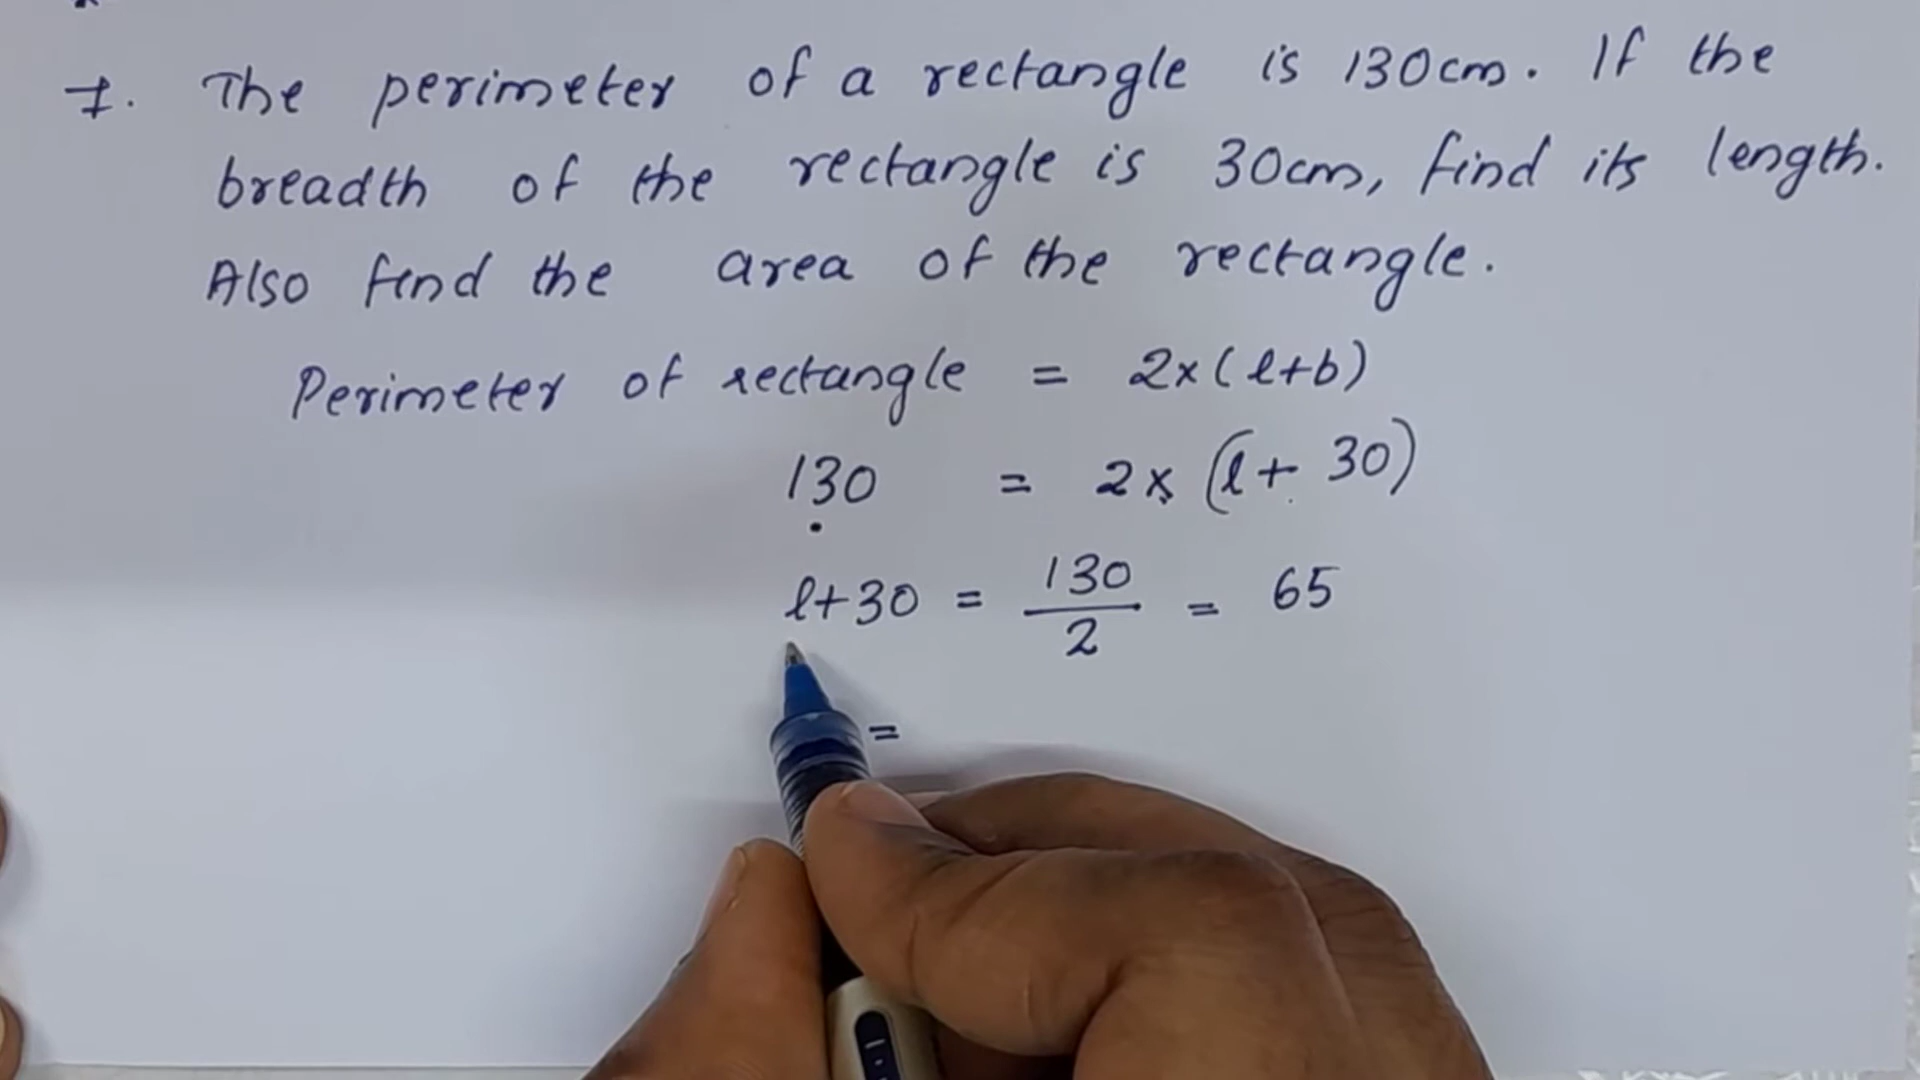 7. The perimeter of a rectangle is 130cm. If the
breadth of the rectangle is 30cm, find its length.
Also find the area of the rectangle.
Perimeter of rectangle = 2×(l+b)
130 = 2× (l+ 30)
l+30 = 130/2 = 65
=